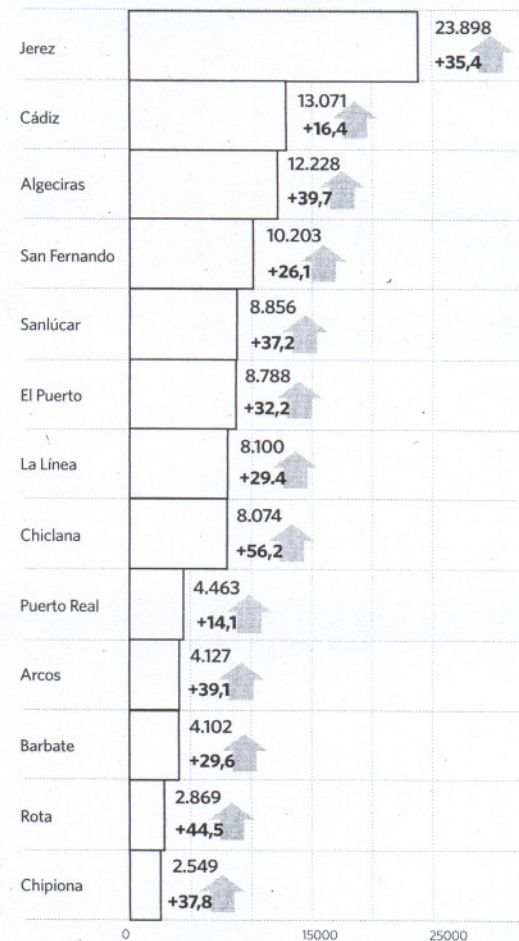 Jerez
23.898
+35,4
Cádiz
13.071
+16,4
Algeciras
12.228
+39,7
San Fernando
10.203
+26,1
Sanlúcar
8.856
+37,2
El Puerto
8.788
+32,2
La Línea
8.100
+29.4
Chiclana
8.074
+56,2
Puerto Real
4.463
+14,1
Arcos
4.127
+39,1
Barbate
4.102
+29,6
Rota
2.869
+44,5
Chipiona
2.549
+37,8
0 15000 25000